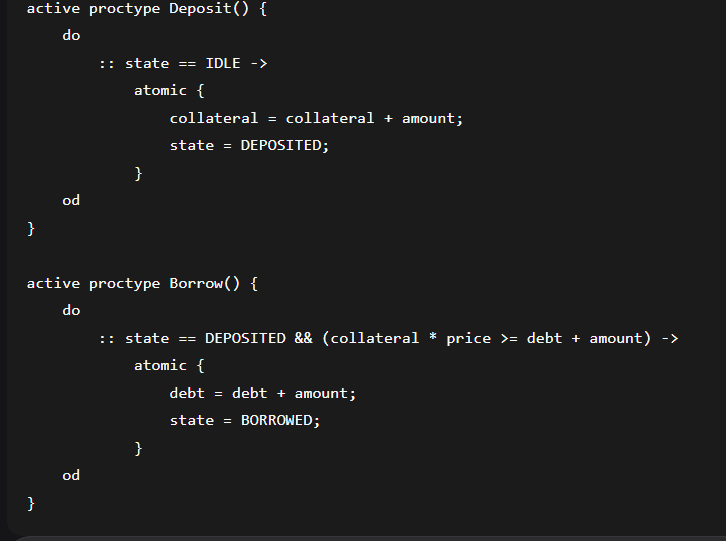 active proctype Deposit() {
    do
        :: state == IDLE ->
            atomic {
                collateral = collateral + amount;
                state = DEPOSITED;
            }
    od
}

active proctype Borrow() {
    do
        :: state == DEPOSITED && (collateral * price >= debt + amount) ->
            atomic {
                debt = debt + amount;
                state = BORROWED;
            }
    od
}